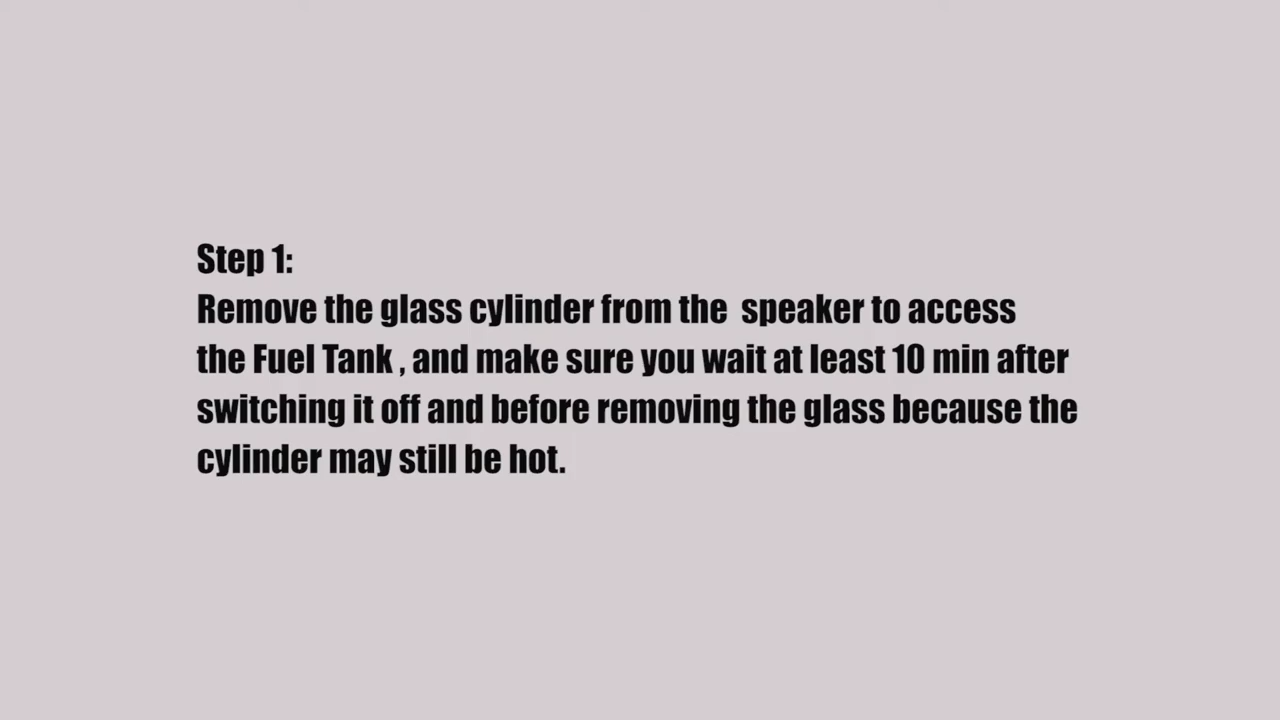 Step 1:
Remove the glass cylinder from the  speaker to access
the Fuel Tank , and make sure you wait at least 10 min after
switching it off and before removing the glass because the
cylinder may still be hot.